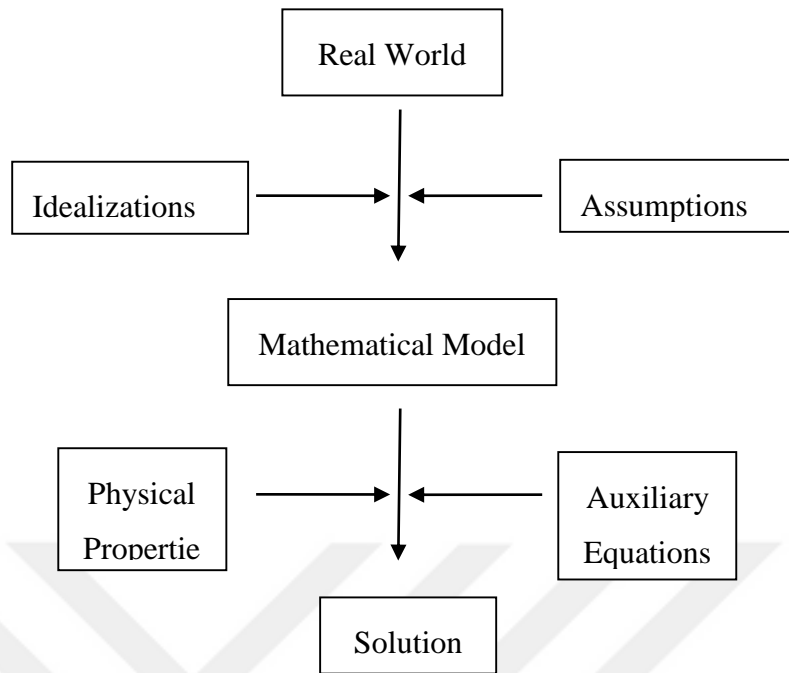 Real World
Idealizations
Assumptions
Mathematical Model
Physical
Propertie
Auxiliary
Equations
Solution